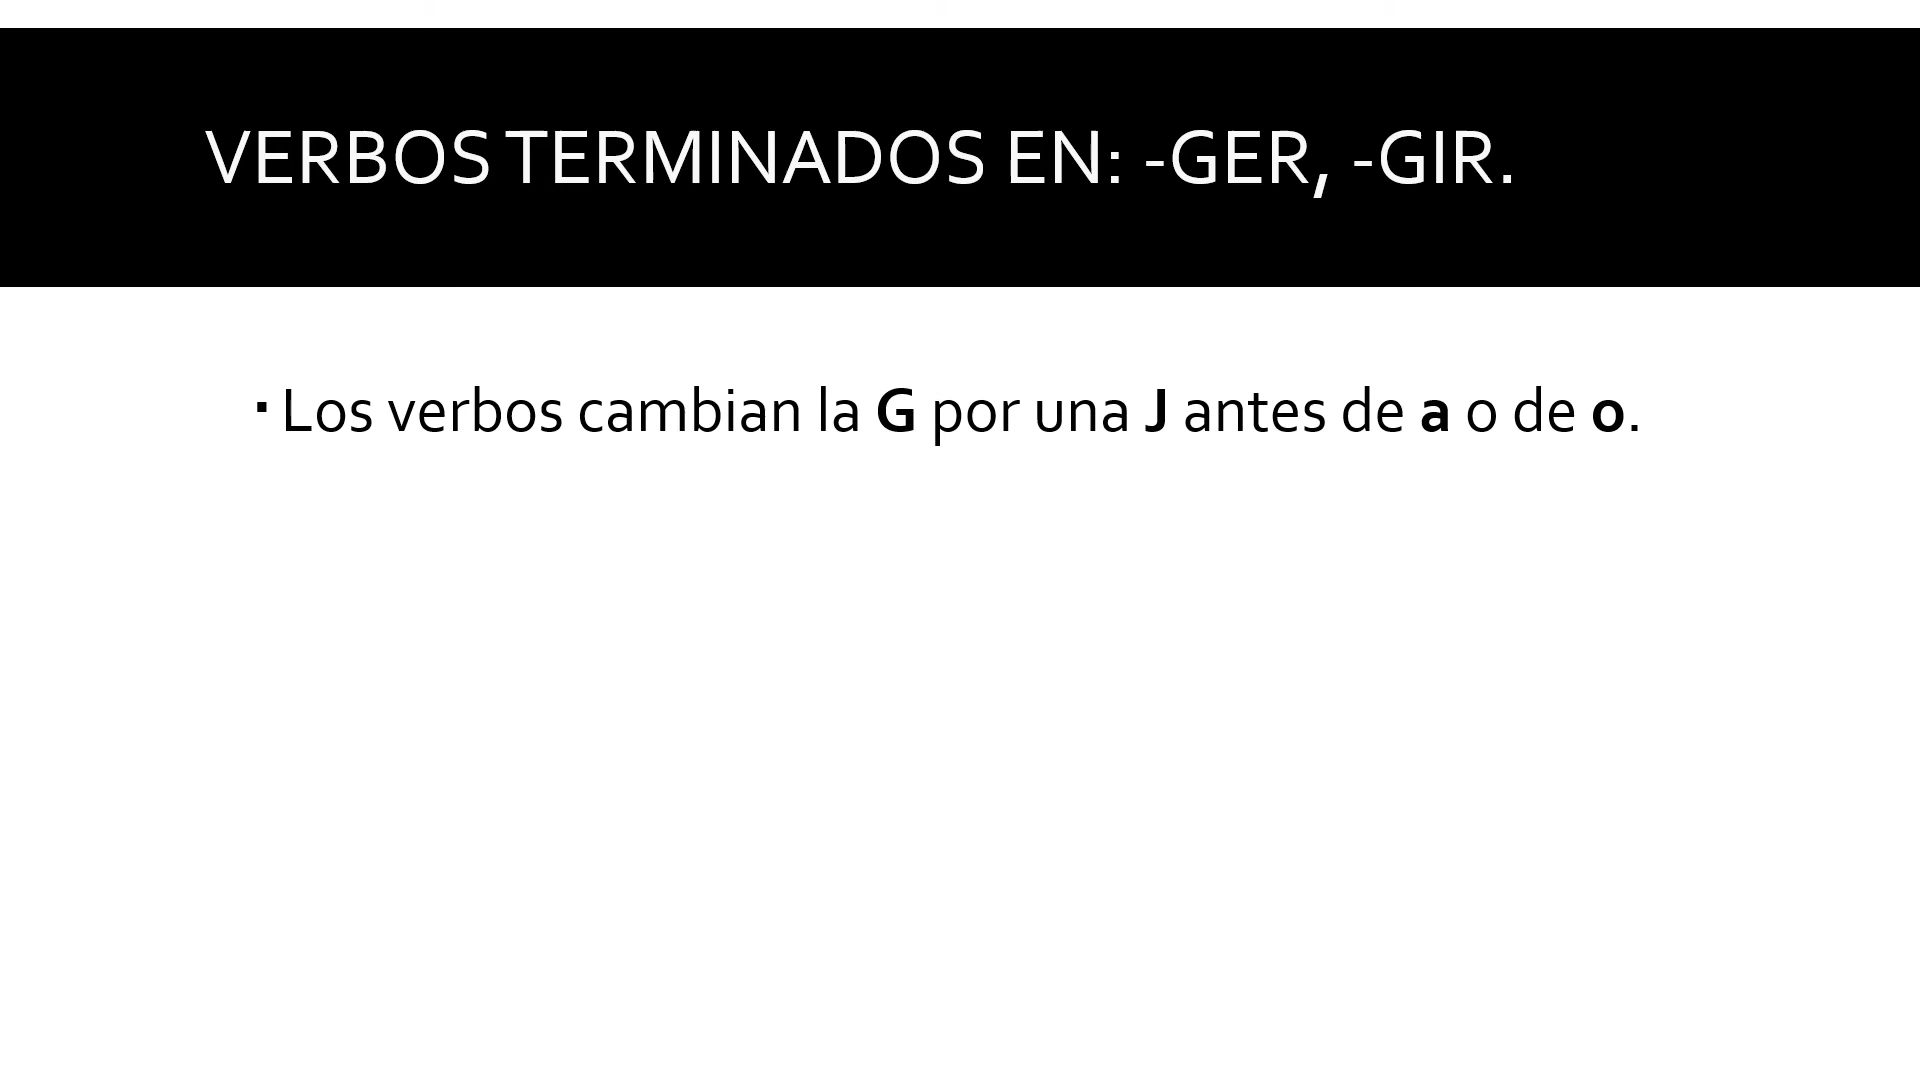 VERBOS TERMINADOS EN: -GER, -GIR.
▪ Los verbos cambian la G por una J antes de a o de o.